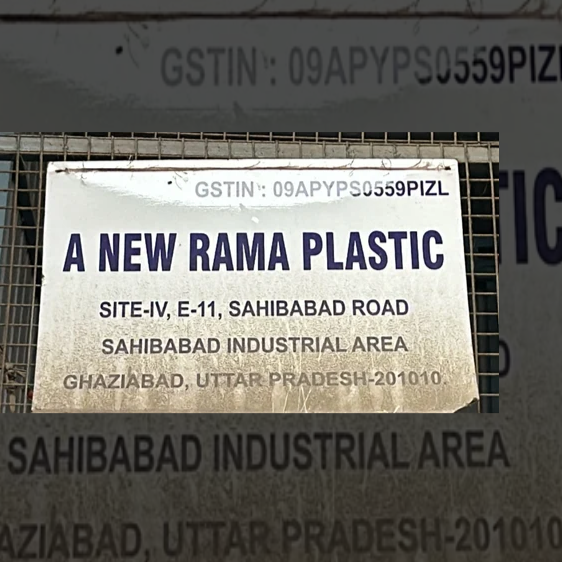 GSTIN : 09APYPS0559PIZL
A NEW RAMA PLASTIC
SITE-IV, E-11, SAHIBABAD ROAD
SAHIBABAD INDUSTRIAL AREA
GHAZIABAD, UTTAR PRADESH-201010.